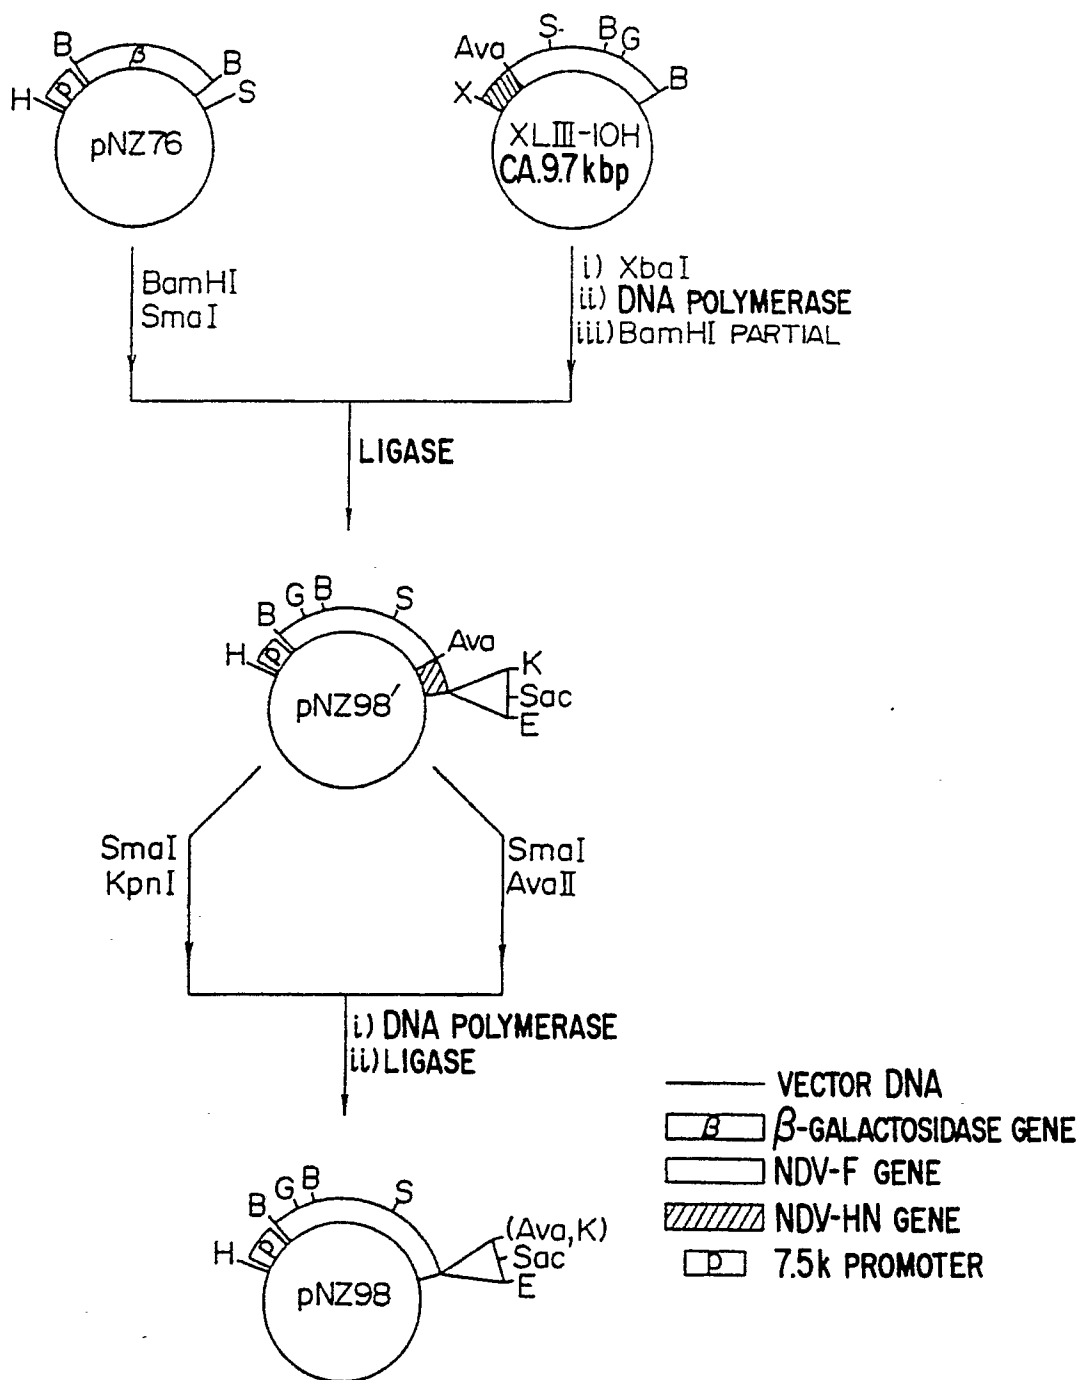 B
β
B
H
p
S
pNZ76
Ava
S
B
G
B
X
XLIII-10H
CA.9.7kbp
BamHI
SmaI
i) XbaI
ii) DNA POLYMERASE
iii) BamHI PARTIAL
LIGASE
B
G
B
S
H
p
Ava
K
Sac
E
pNZ98'
SmaI
KpnI
SmaI
AvaII
i) DNA POLYMERASE
ii) LIGASE
B
G
B
S
H
p
(Ava,K)
Sac
E
pNZ98
VECTOR DNA
β β-GALACTOSIDASE GENE
NDV-F GENE
NDV-HN GENE
p 7.5k PROMOTER